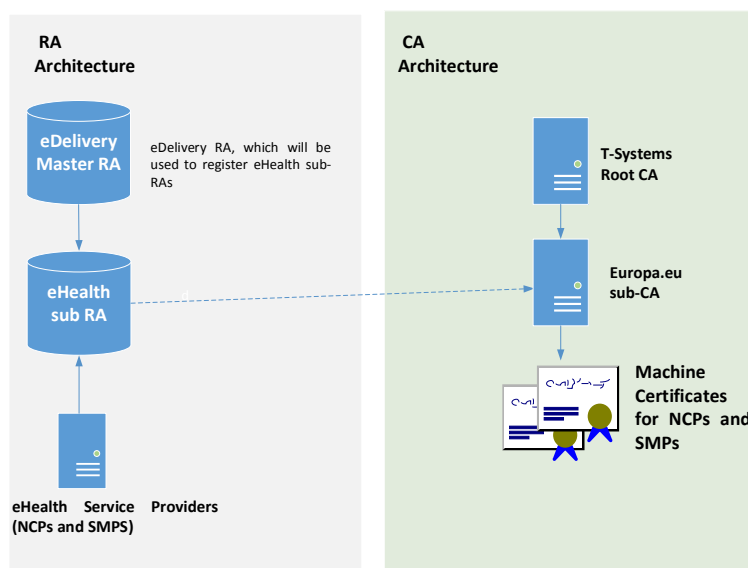 RA
Architecture
eDelivery
Master RA
eDelivery RA, which will be
used to register eHealth sub-
RAs
eHealth
sub RA
eHealth Service Providers
(NCPs and SMPS)
CA
Architecture
T-Systems
Root CA
Europa.eu
sub-CA
Machine
Certificates
for NCPs and
SMPs